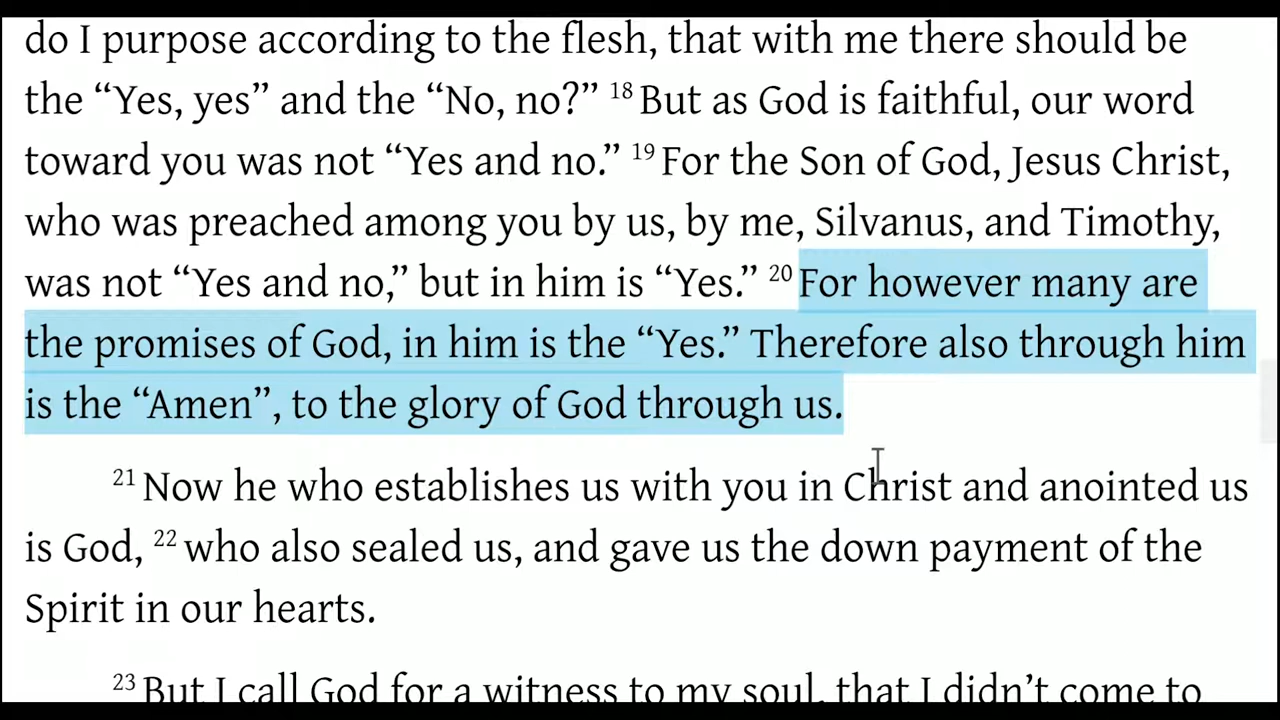 do I purpose according to the flesh, that with me there should be
the “Yes, yes” and the “No, no?” 18 But as God is faithful, our word
toward you was not “Yes and no.” 19 For the Son of God, Jesus Christ,
who was preached among you by us, by me, Silvanus, and Timothy,
was not “Yes and no,” but in him is “Yes.” 20 For however many are
the promises of God, in him is the “Yes.” Therefore also through him
is the “Amen”, to the glory of God through us.
21 Now he who establishes us with you in Christ and anointed us
is God, 22 who also sealed us, and gave us the down payment of the
Spirit in our hearts.
23 But I call God for a witness to my soul, that I didn’t come to